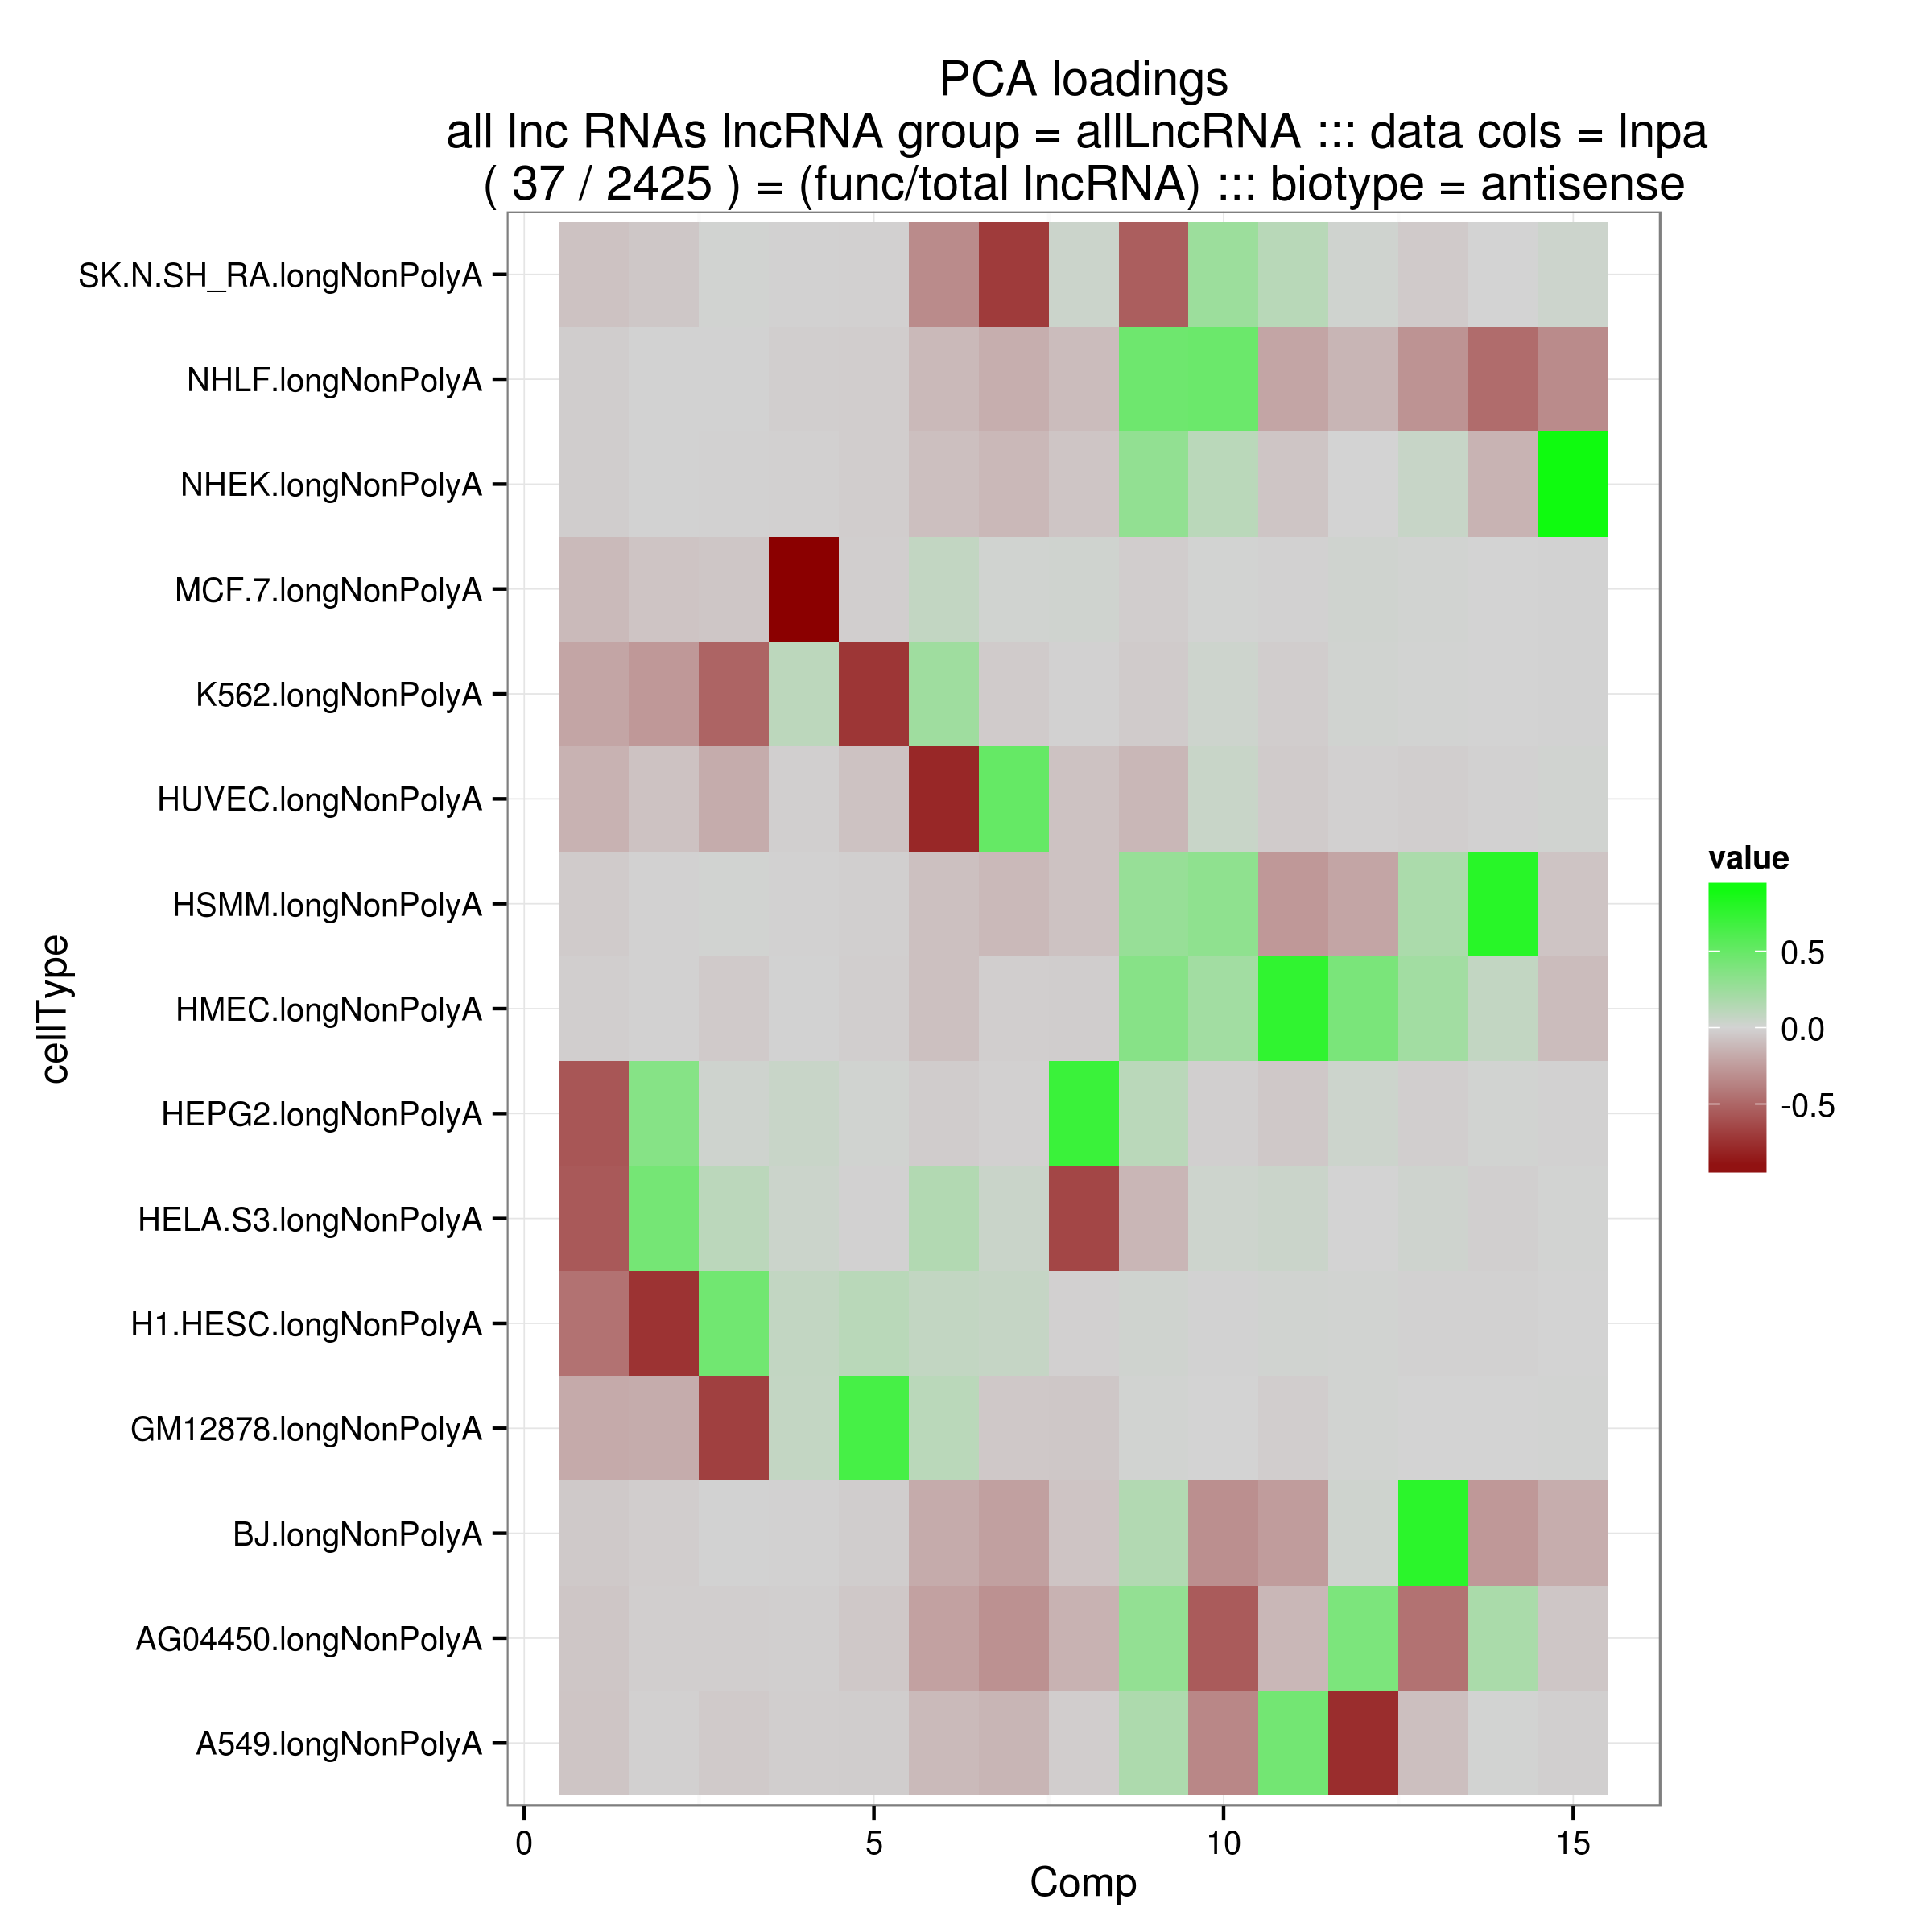 PCA loadings
all lnc RNAs lncRNA group = allLncRNA ::: data cols = lnpa
( 37 / 2425 ) = (func/total lncRNA) ::: biotype = antisense
cellType
SK.N.SH_RA.longNonPolyA
NHLF.longNonPolyA
NHEK.longNonPolyA
MCF.7.longNonPolyA
K562.longNonPolyA
HUVEC.longNonPolyA
HSMM.longNonPolyA
HMEC.longNonPolyA
HEPG2.longNonPolyA
HELA.S3.longNonPolyA
H1.HESC.longNonPolyA
GM12878.longNonPolyA
BJ.longNonPolyA
AG04450.longNonPolyA
A549.longNonPolyA
0 5 10 15
Comp
value
0.5
0.0
-0.5